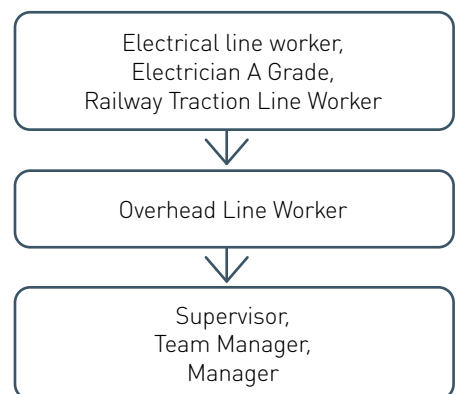 Electrical line worker,
Electrician A Grade,
Railway Traction Line Worker
Overhead Line Worker
Supervisor,
Team Manager,
Manager